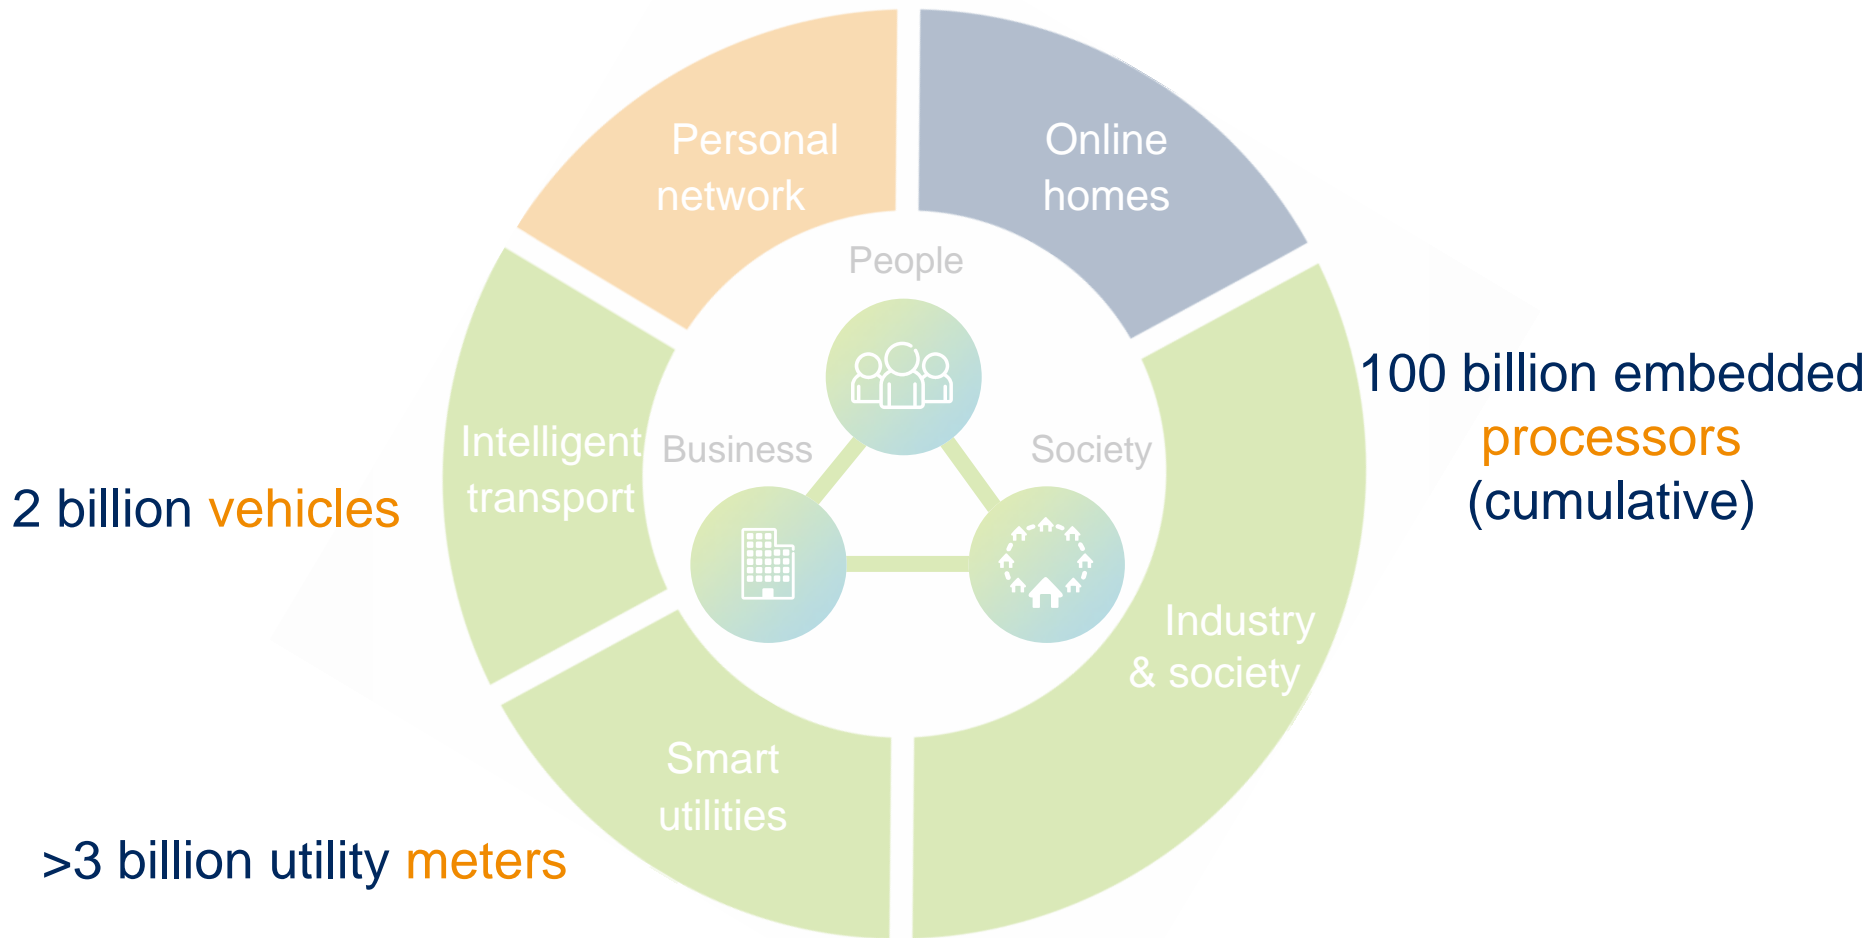 Personal
network
Online
homes
People
100 billion embedded
processors
(cumulative)
Intelligent
transport
Business
Society
2 billion vehicles
Industry
& society
Smart
utilities
>3 billion utility meters